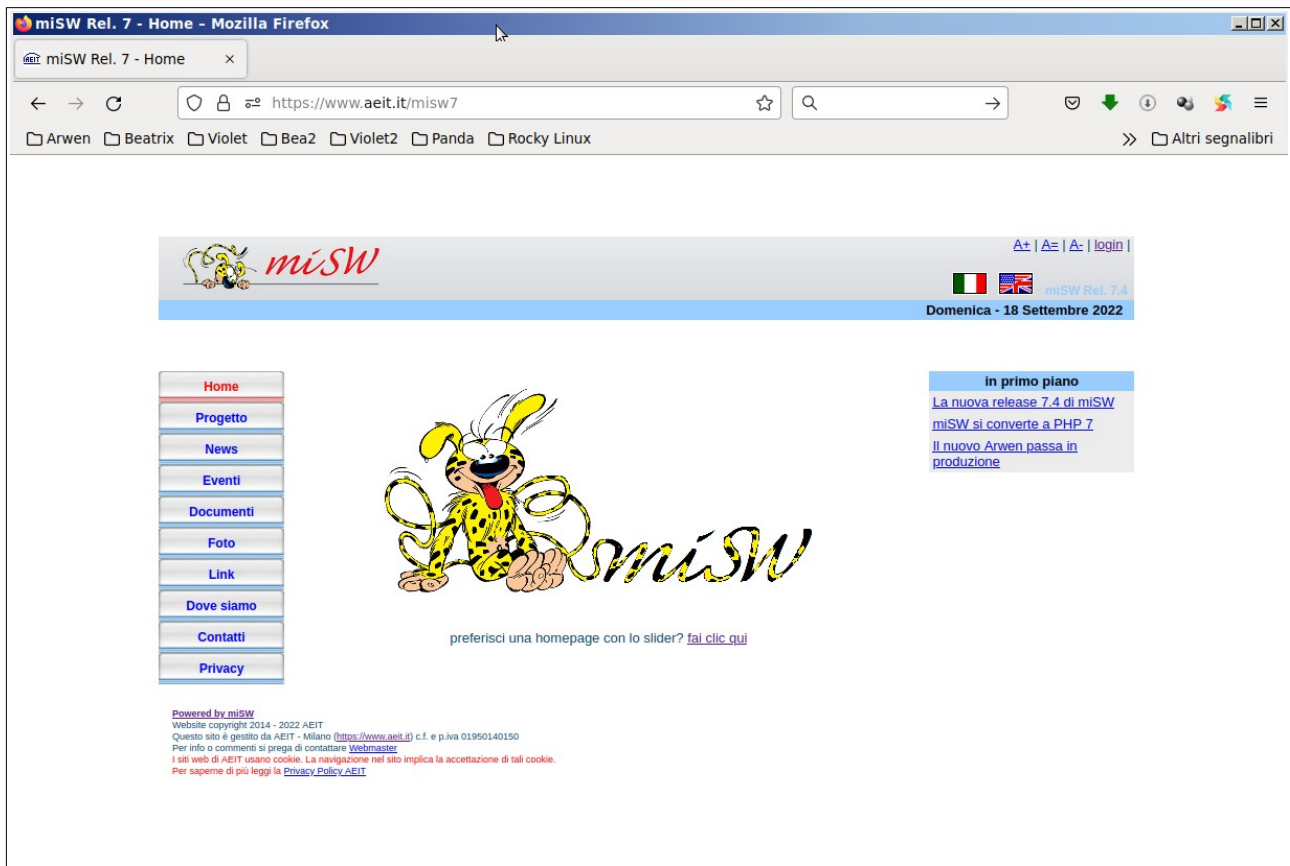 miSW Rel. 7 - Home – Mozilla Firefox
AEIT miSW Rel. 7 - Home ×
https://www.aeit.it/misw7
Arwen Beatrix Violet Bea2 Violet2 Panda Rocky Linux Altri segnalibri
A+ | A= | A- | login |
miSW
miSW Rel. 7.4
Domenica - 18 Settembre 2022
Home
Progetto
News
Eventi
Documenti
Foto
Link
Dove siamo
Contatti
Privacy
miSW
preferisci una homepage con lo slider? fai clic qui
in primo piano
La nuova release 7.4 di miSW
miSW si converte a PHP 7
Il nuovo Arwen passa in
produzione
Powered by miSW
Website copyright 2014 - 2022 AEIT
Questo sito è gestito da AEIT - Milano (https://www.aeit.it) c.f. e p.iva 01950140150
Per info o commenti si prega di contattare Webmaster
I siti web di AEIT usano cookie. La navigazione nel sito implica la accettazione di tali cookie.
Per saperne di più leggi la Privacy Policy AEIT